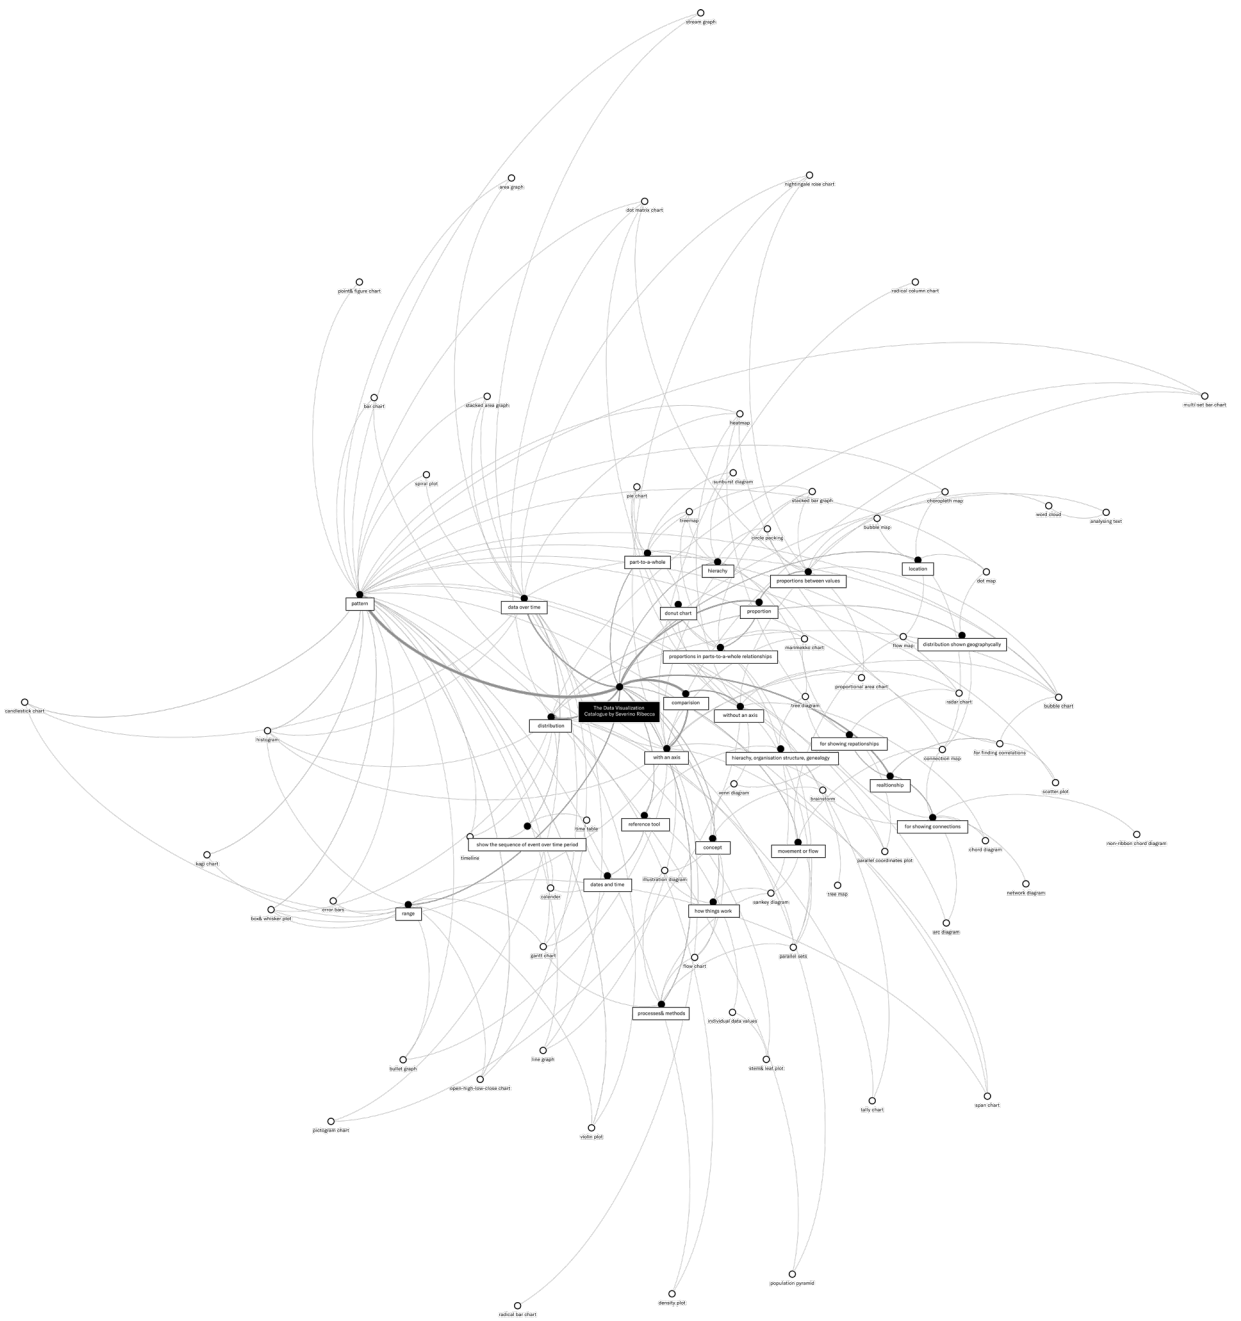 stream graph
nightingale rose chart
area graph
dot matrix chart
point& figure chart
radical column chart
multi-set bar chart
bar chart
stacked area graph
heatmap
sunburst diagram
spiral plot
pie chart
stacked bar graph
choropleth map
treemap
word cloud
analysing text
bubble map
circle packing
part-to-a-whole
hierachy
location
proportions between values
dot map
pattern
data over time
donut chart
proportion
marimekko chart
flow map
distribution shown geographycally
proportions in parts-to-a-whole relationships
proportional area chart
candlestick chart
The Data Visualization
Catalogue by Severino Ribecca
comparision
tree diagram
radar chart
bubble chart
distribution
without an axis
histogram
for showing repationships
for finding correlations
with an axis
hierachy, organisation structure, genealogy
connection map
realtionship
scatter plot
venn diagram
brainstorm
reference tool
time table
for showing connections
non-ribbon chord diagram
show the sequence of event over time period
concept
movement or flow
chord diagram
kagi chart
timeline
parallel coordinates plot
illustration diagram
dates and time
calender
tree map
network diagram
sankey diagram
error bars
range
how things work
box& whisker plot
arc diagram
gantt chart
flow chart
parallel sets
processes& methods
individual data values
line graph
bullet graph
stem& leaf plot
open-high-low-close chart
span chart
tally chart
pictogram chart
violin plot
population pyramid
density plot
radical bar chart